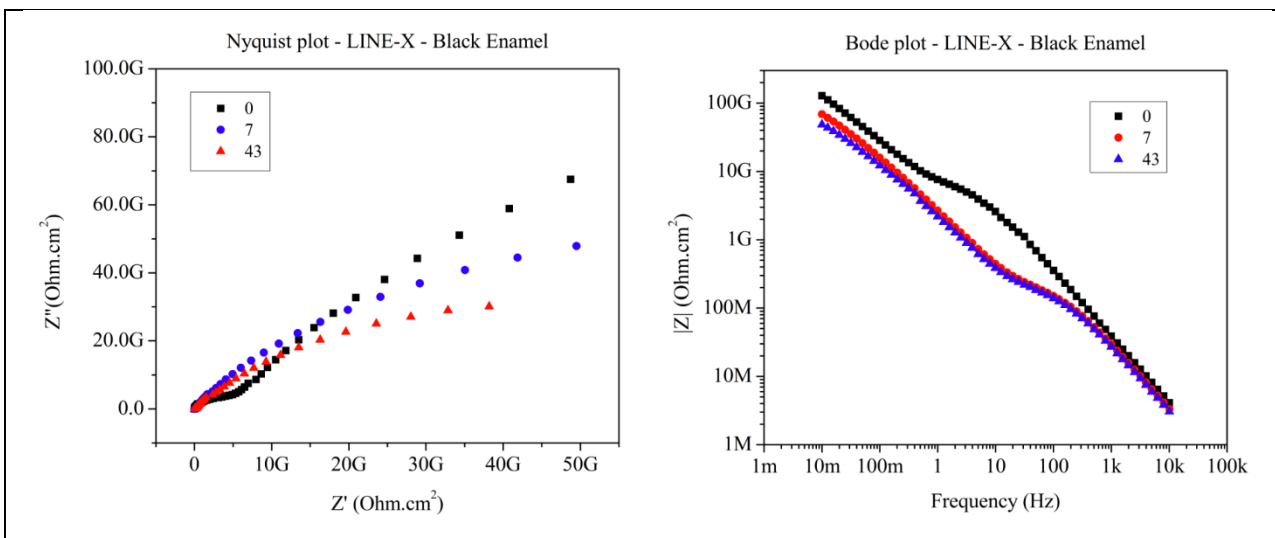 Nyquist plot - LINE-X - Black Enamel
100.0G
80.0G
60.0G
40.0G
20.0G
0.0
Z"(Ohm.cm²)
0
7
43
0 10G 20G 30G 40G 50G
Z' (Ohm.cm²)
Bode plot - LINE-X - Black Enamel
100G
10G
1G
100M
10M
1M
|Z| (Ohm.cm²)
0
7
43
1m 10m 100m 1 10 100 1k 10k 100k
Frequency (Hz)